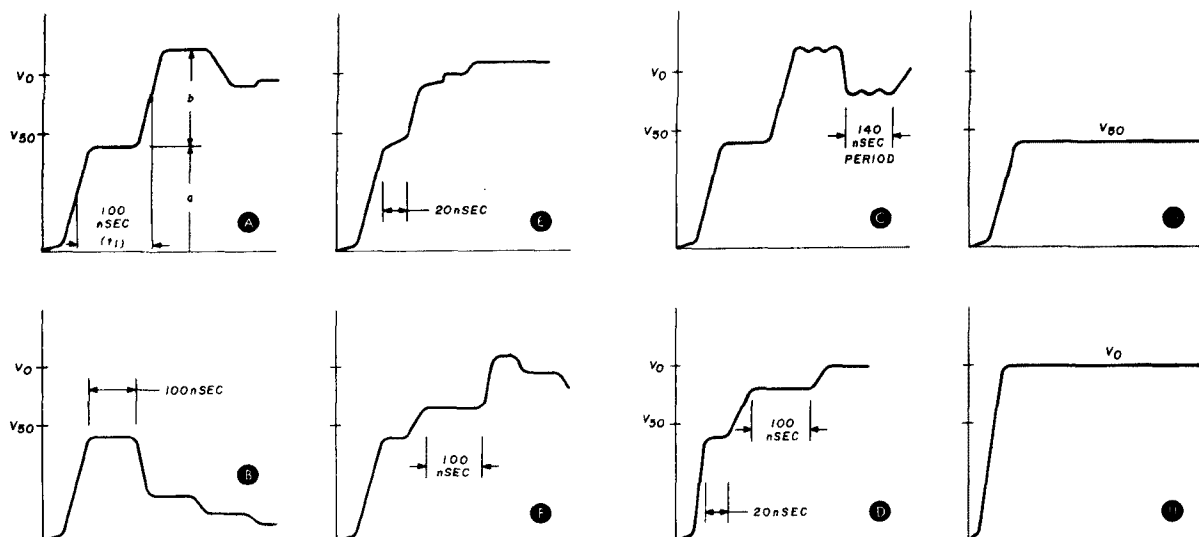 V₀
V₅₀
b
a
100
nSEC
(t₁)
A
20nSEC
E
V₀
V₅₀
140
nSEC
PERIOD
C
V₅₀
V₀
V₅₀
100nSEC
B
100
nSEC
F
V₀
V₅₀
100
nSEC
20nSEC
D
V₀